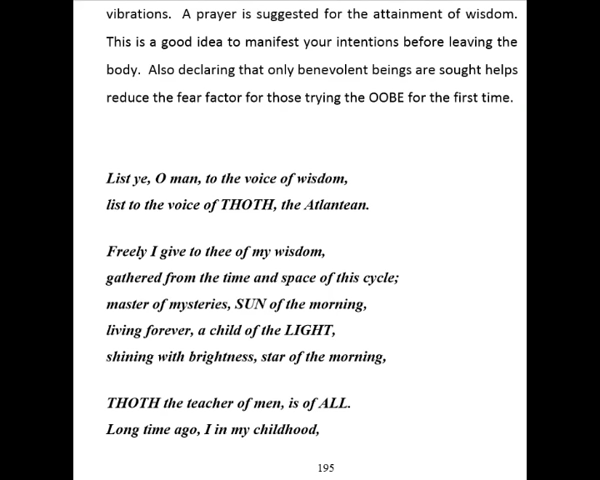 vibrations. A prayer is suggested for the attainment of wisdom.
This is a good idea to manifest your intentions before leaving the
body. Also declaring that only benevolent beings are sought helps
reduce the fear factor for those trying the OOBE for the first time.
List ye, O man, to the voice of wisdom,
list to the voice of THOTH, the Atlantean.
Freely I give to thee of my wisdom,
gathered from the time and space of this cycle;
master of mysteries, SUN of the morning,
living forever, a child of the LIGHT,
shining with brightness, star of the morning,
THOTH the teacher of men, is of ALL.
Long time ago, I in my childhood,
195